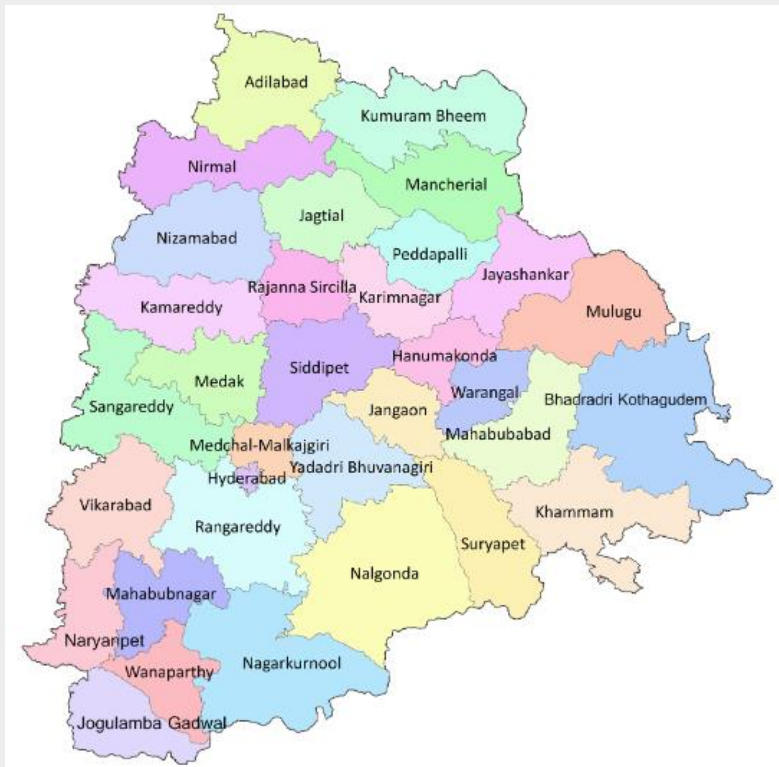 Adilabad
Kumuram Bheem
Nirmal
Mancherial
Jagtial
Nizamabad
Peddapalli
Jayashankar
Rajanna Sircilla
Karimnagar
Kamareddy
Mulugu
Hanumakonda
Siddipet
Medak
Warangal
Bhadradri Kothagudem
Sangareddy
Jangaon
Mahabubabad
Medchal-Malkajgiri
Yadadri Bhuvanagiri
Hyderabad
Vikarabad
Khammam
Rangareddy
Suryapet
Nalgonda
Mahabubnagar
Naryanpet
Nagarkurnool
Wanaparthy
Jogulamba Gadwal